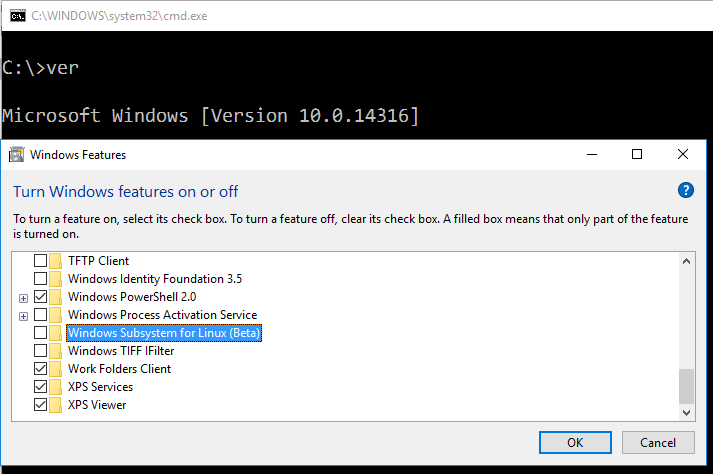 C:\WINDOWS\system32\cmd.exe
C:\>ver
Microsoft Windows [Version 10.0.14316]
Windows Features
Turn Windows features on or off
?
To turn a feature on, select its check box. To turn a feature off, clear its check box. A filled box means that only part of the feature
is turned on.
TFTP Client
Windows Identity Foundation 3.5
Windows PowerShell 2.0
Windows Process Activation Service
Windows Subsystem for Linux (Beta)
Windows TIFF IFilter
Work Folders Client
XPS Services
XPS Viewer
OK
Cancel